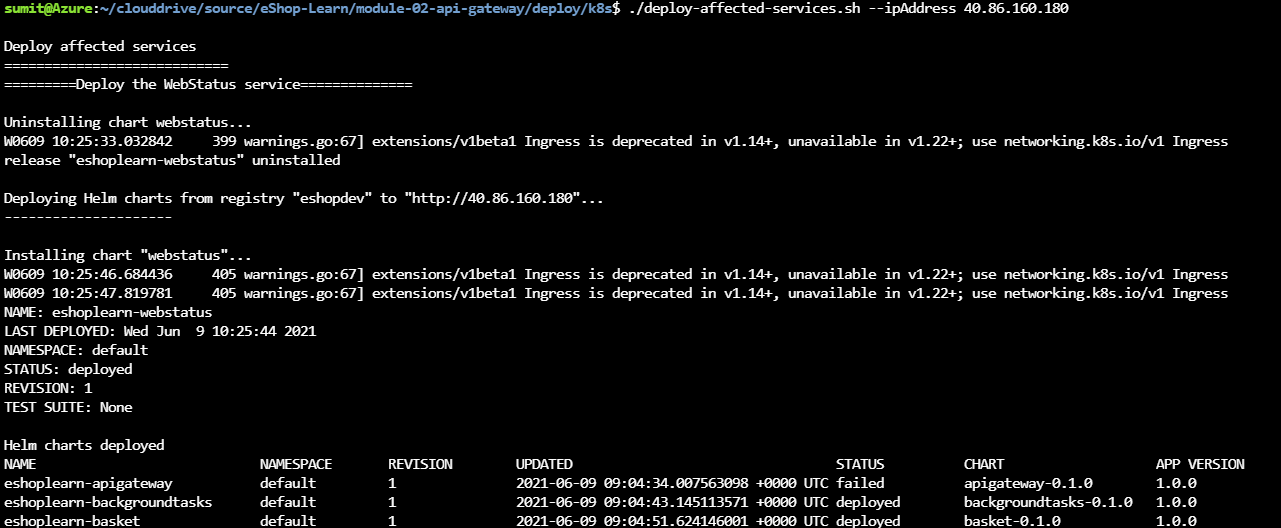 sumit@Azure:~/clouddrive/source/eShop-Learn/module-02-api-gateway/deploy/k8s$ ./deploy-affected-services.sh --ipAddress 40.86.160.180
Deploy affected services
============================
=========Deploy the WebStatus service==============
Uninstalling chart webstatus...
W0609 10:25:33.032842     399 warnings.go:67] extensions/v1beta1 Ingress is deprecated in v1.14+, unavailable in v1.22+; use networking.k8s.io/v1 Ingress
release "eshoplearn-webstatus" uninstalled
Deploying Helm charts from registry "eshopdev" to "http://40.86.160.180"...
---------------------
Installing chart "webstatus"...
W0609 10:25:46.684436     405 warnings.go:67] extensions/v1beta1 Ingress is deprecated in v1.14+, unavailable in v1.22+; use networking.k8s.io/v1 Ingress
W0609 10:25:47.819781     405 warnings.go:67] extensions/v1beta1 Ingress is deprecated in v1.14+, unavailable in v1.22+; use networking.k8s.io/v1 Ingress
NAME: eshoplearn-webstatus
LAST DEPLOYED: Wed Jun  9 10:25:44 2021
NAMESPACE: default
STATUS: deployed
REVISION: 1
TEST SUITE: None
Helm charts deployed
NAME                            NAMESPACE       REVISION        UPDATED                                 STATUS          CHART                   APP VERSION
eshoplearn-apigateway           default         1               2021-06-09 09:04:34.007563098 +0000 UTC failed          apigateway-0.1.0        1.0.0
eshoplearn-backgroundtasks      default         1               2021-06-09 09:04:43.145113571 +0000 UTC deployed        backgroundtasks-0.1.0   1.0.0
eshoplearn-basket               default         1               2021-06-09 09:04:51.624146001 +0000 UTC deployed        basket-0.1.0            1.0.0